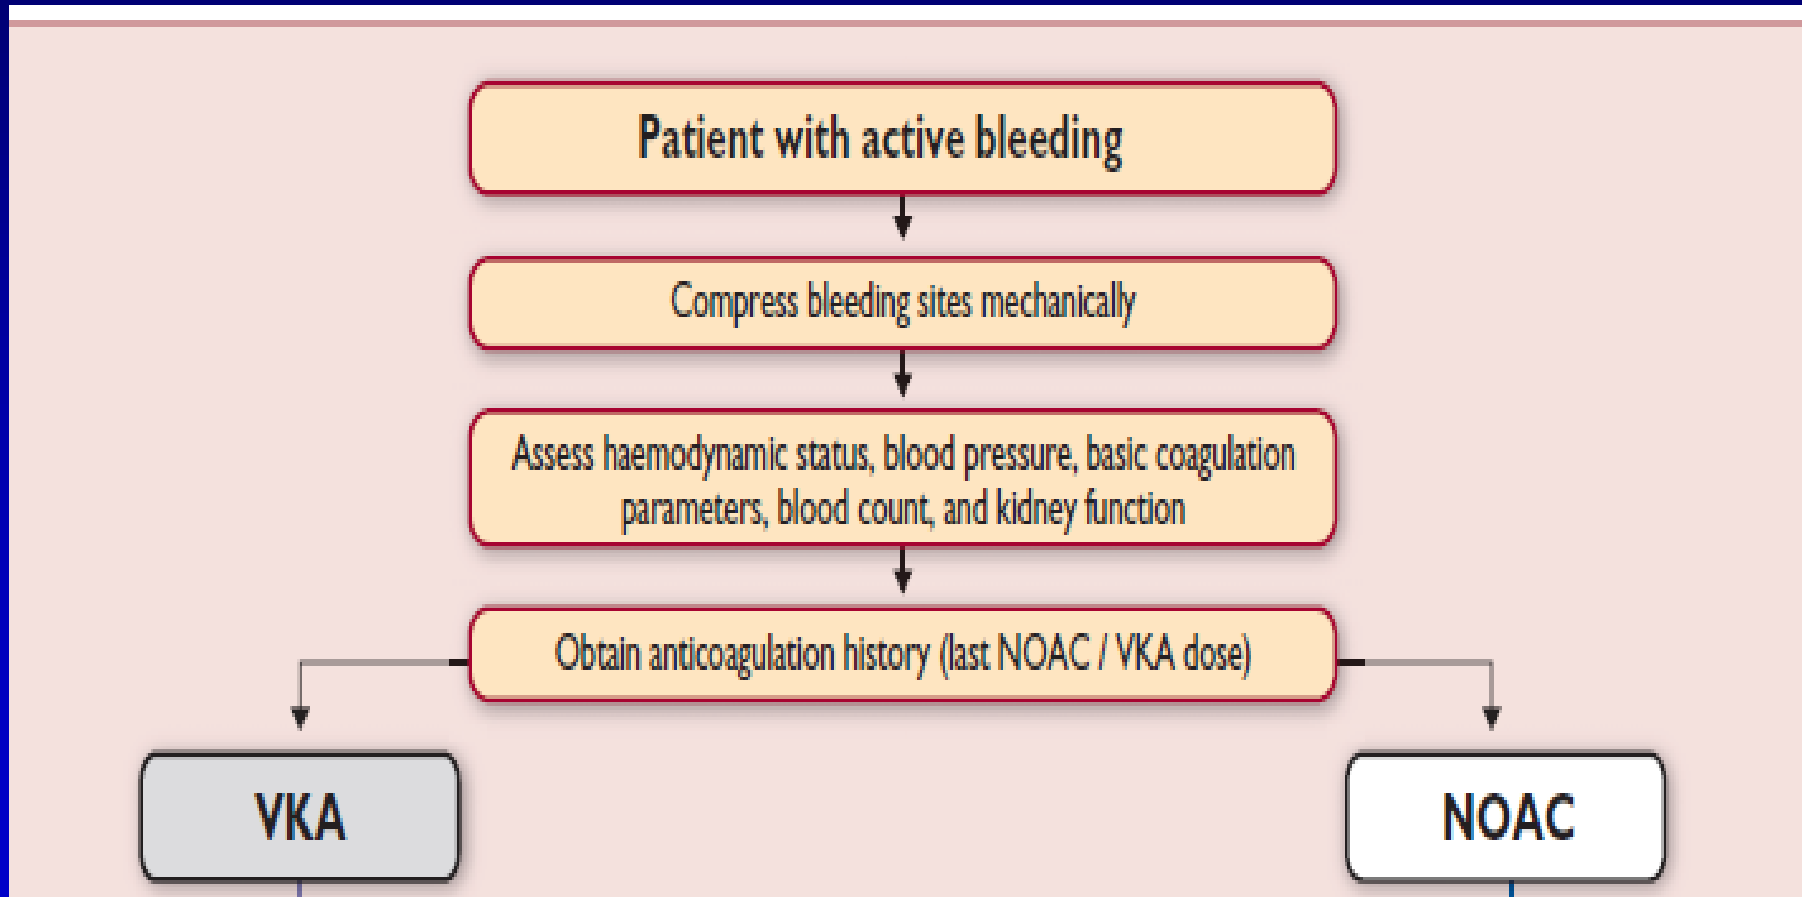 Patient with active bleeding
Compress bleeding sites mechanically
Assess haemodynamic status, blood pressure, basic coagulation
parameters, blood count, and kidney function
Obtain anticoagulation history (last NOAC / VKA dose)
VKA
NOAC